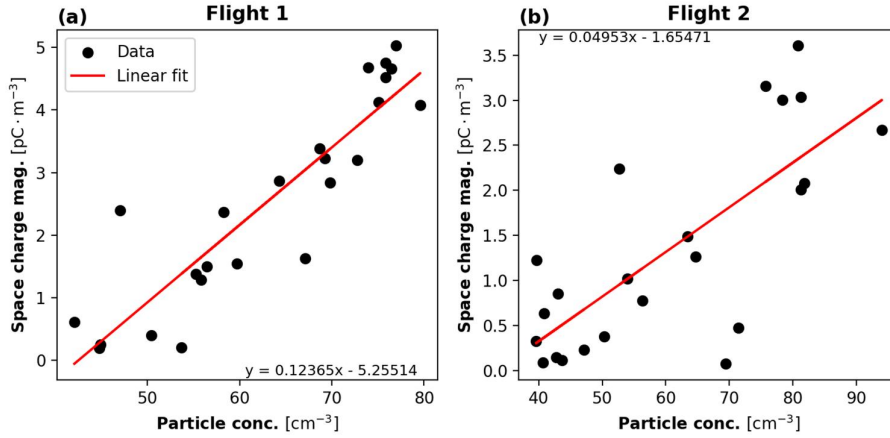 (a)
Flight 1
Data
Linear fit
y = 0.12365x - 5.25514
Space charge mag. [pC · m⁻³]
5
4
3
2
1
0
50
60
70
80
Particle conc. [cm⁻³]
(b)
Flight 2
y = 0.04953x - 1.65471
Space charge mag. [pC · m⁻³]
3.5
3.0
2.5
2.0
1.5
1.0
0.5
0.0
40
50
60
70
80
90
Particle conc. [cm⁻³]